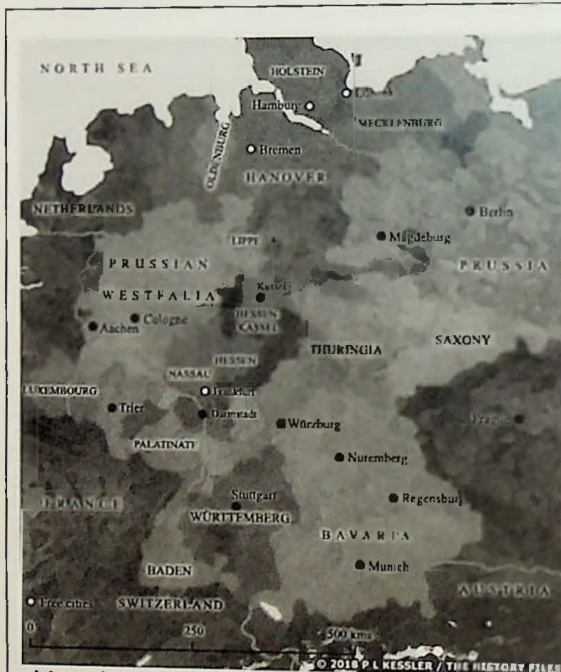 NORTH SEA
HOLSTEIN
Hamburg
MECKLENBURG
OLDENBURG
Bremen
HANOVER
NETHERLANDS
Berlin
LIPPE
Magdeburg
PRUSSIAN
PRUSSIA
WESTFALIA
Kassel
Cologne
Aachen
HESSEN
KASSEL
THURINGIA
SAXONY
HESSEN
NASSAU
LUXEMBOURG
Frankfurt
Trier
Darmstadt
Würzburg
PALATINATE
Nuremberg
FRANCE
Stuttgart
Regensburg
WÜRTTEMBERG
BAVARIA
BADEN
Munich
Free cities
SWITZERLAND
AUSTRIA
0 250 500 kms
© 2018 P L KESSLER / THE HISTORY FILES